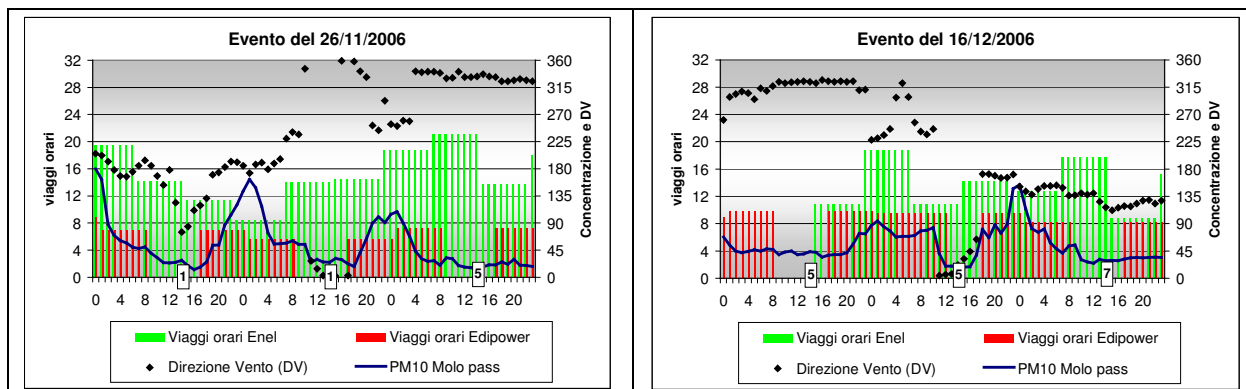 Evento del 26/11/2006
viaggi orari
32
28
24
20
16
12
8
4
0
360
315
270
225
180
135
90
45
0
Concentrazione e DV
1
1
5
0 4 8 12 16 20 0 4 8 12 16 20 0 4 8 12 16 20
Viaggi orari Enel
Viaggi orari Edipower
Direzione Vento (DV)
PM10 Molo pass
Evento del 16/12/2006
viaggi orari
32
28
24
20
16
12
8
4
0
360
315
270
225
180
135
90
45
0
Concentrazione e DV
5
5
7
0 4 8 12 16 20 0 4 8 12 16 20 0 4 8 12 16 20
Viaggi orari Enel
Viaggi orari Edipower
Direzione Vento (DV)
PM10 Molo pass